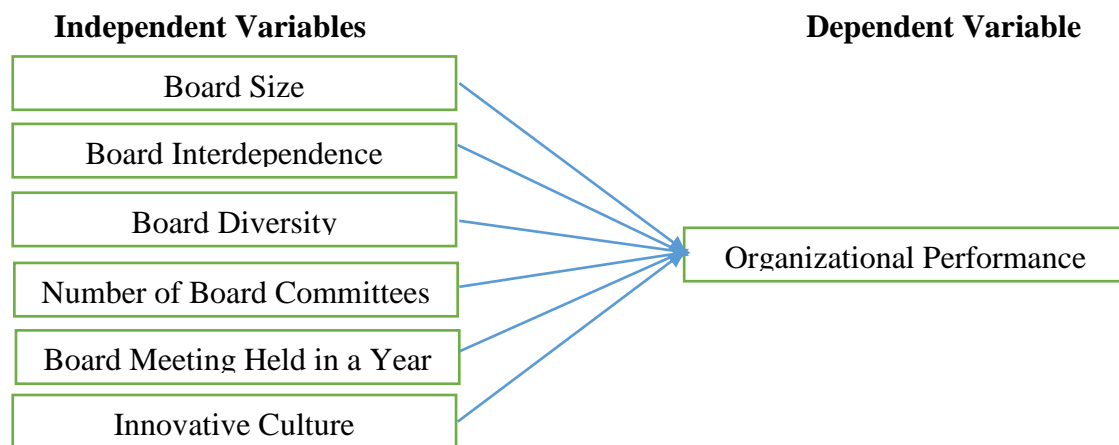 Independent Variables
Dependent Variable
Board Size
Board Interdependence
Board Diversity
Organizational Performance
Number of Board Committees
Board Meeting Held in a Year
Innovative Culture